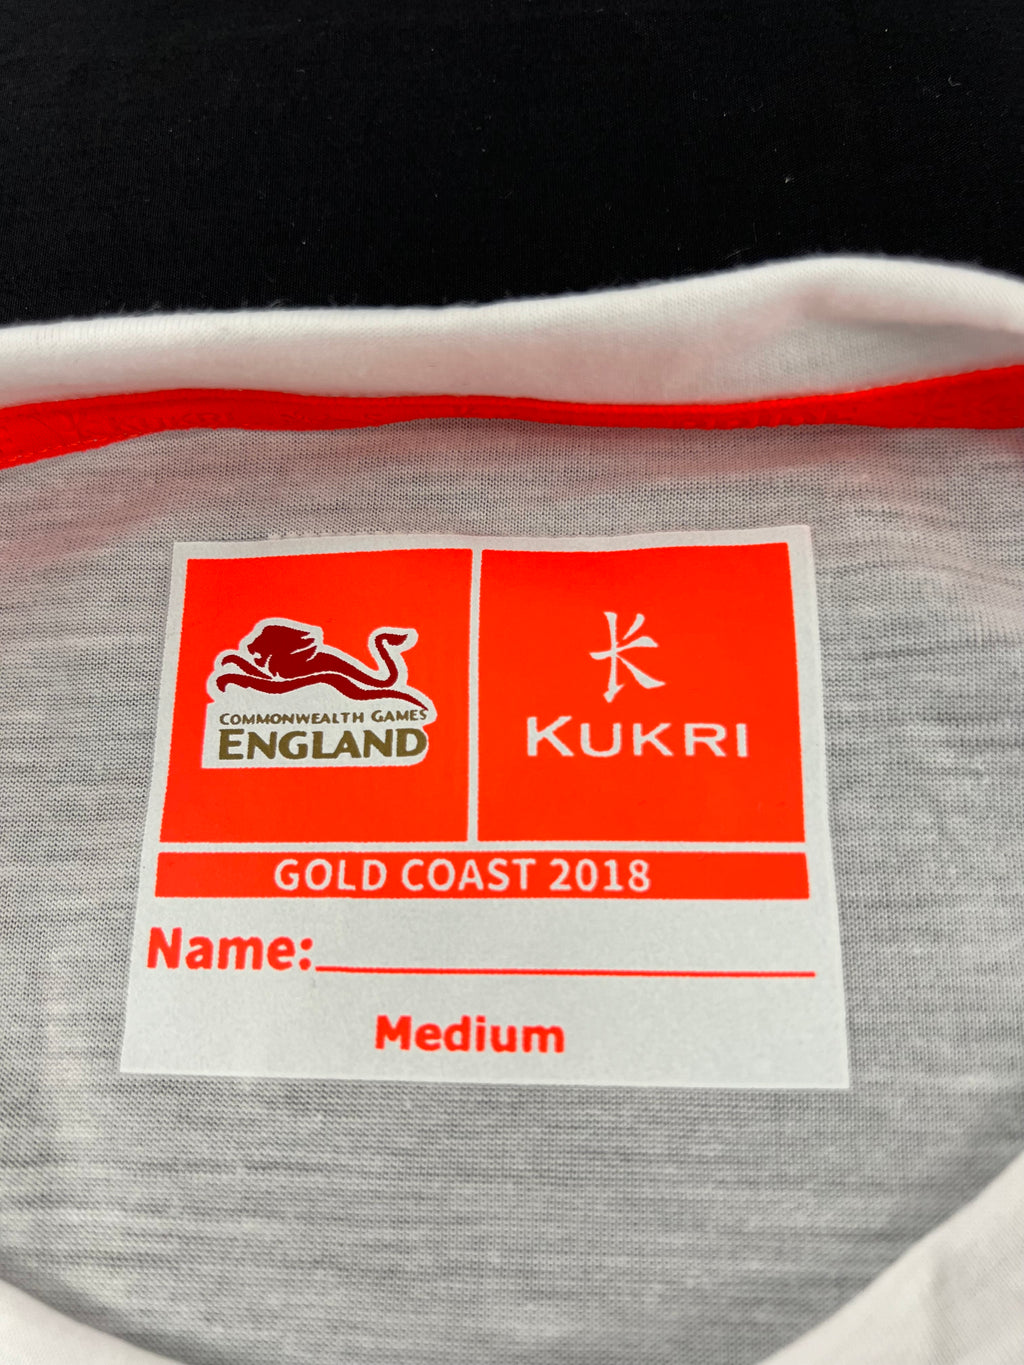 COMMONWEALTH GAMES
ENGLAND
KUKRI
GOLD COAST 2018
Name:
Medium